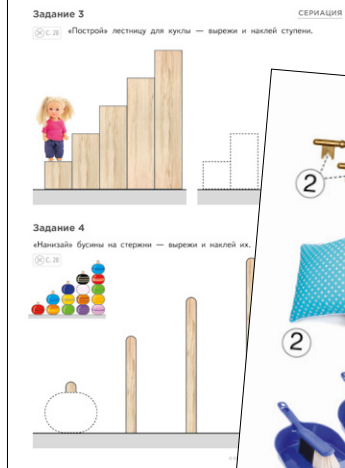 СЕРИАЦИЯ
Задание 3
С. 28 «Построй» лестницу для куклы — вырежи и наклей ступени.
2
Задание 4
«Нанизай» бусины на стержни — вырежи и наклей их.
С. 28
2